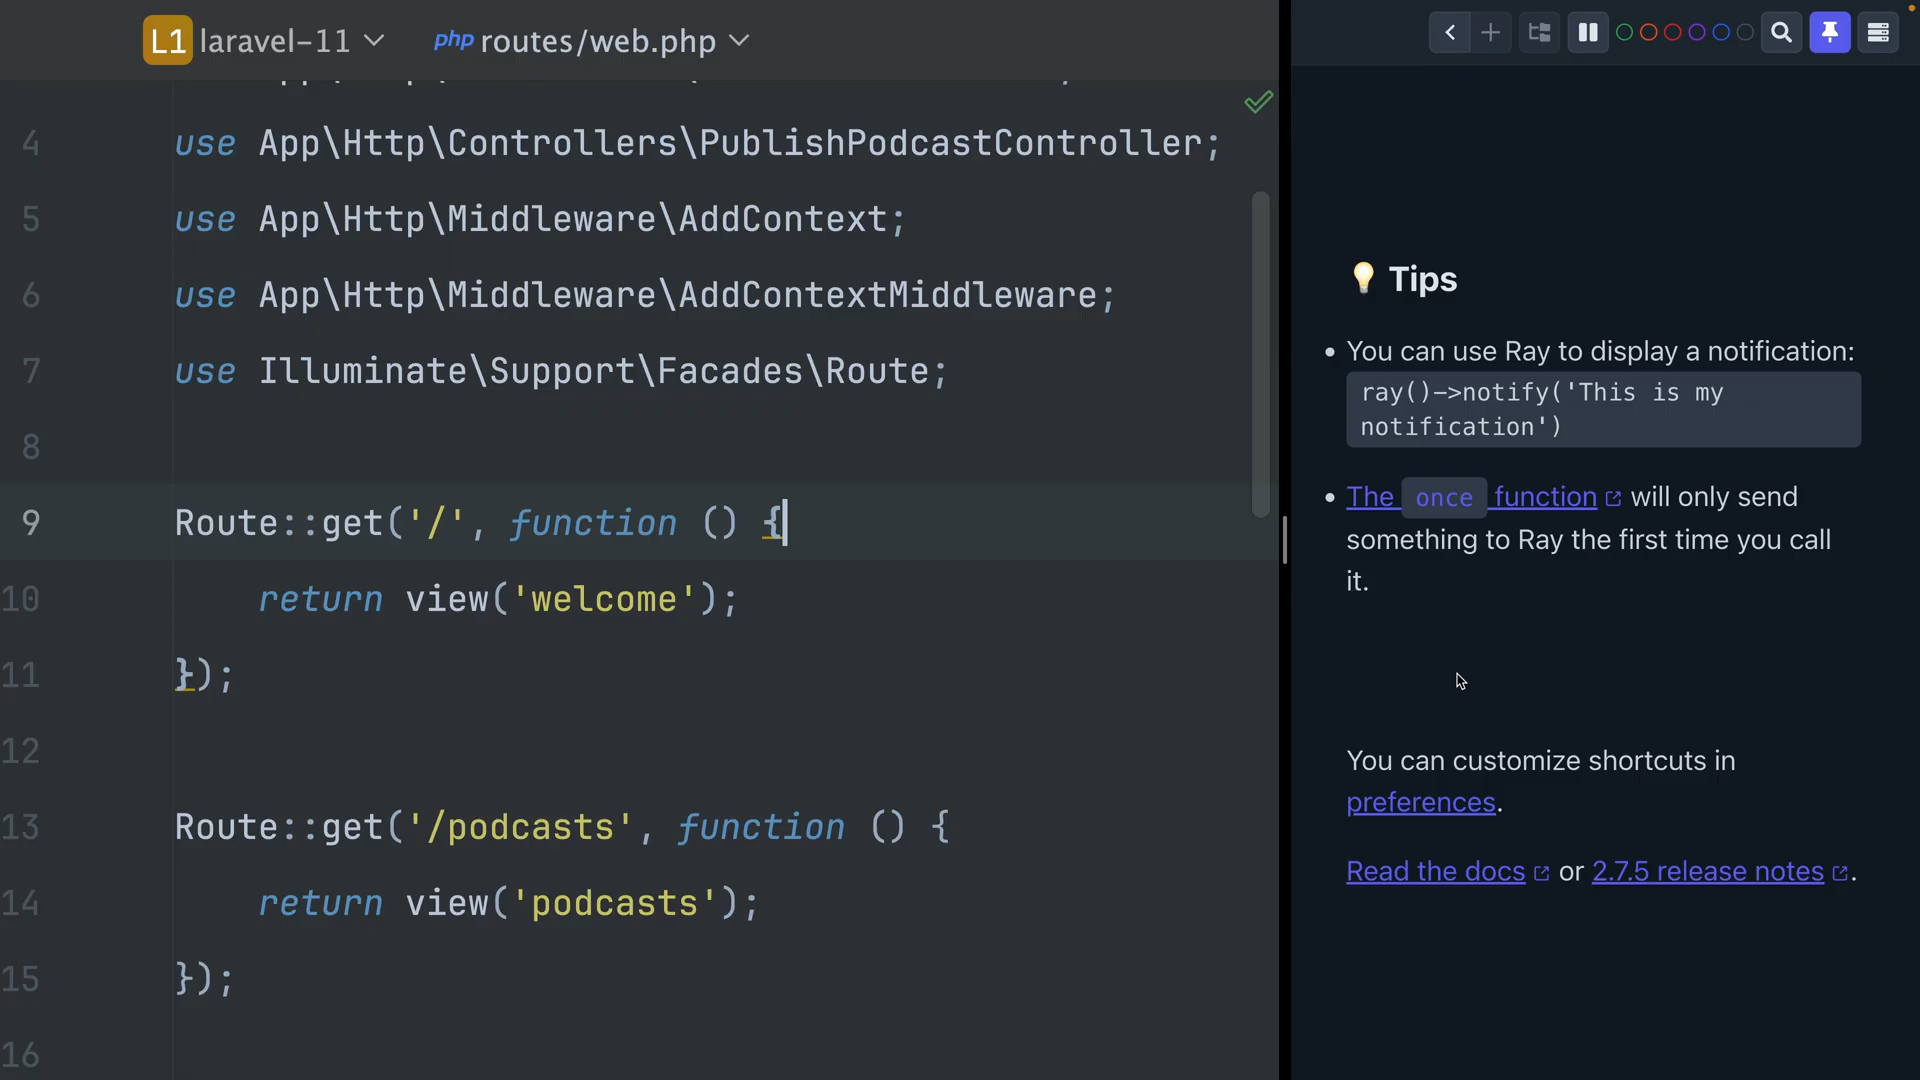 L1 laravel-11
php routes/web.php
4 use App\Http\Controllers\PublishPodcastController;
5 use App\Http\Middleware\AddContext;
6 use App\Http\Middleware\AddContextMiddleware;
7 use Illuminate\Support\Facades\Route;
8
9 Route::get('/', function () {
10 return view('welcome');
11 });
12
13 Route::get('/podcasts', function () {
14 return view('podcasts');
15 });
16
💡 Tips
• You can use Ray to display a notification:
ray()->notify('This is my
notification')
• The once function will only send
something to Ray the first time you call
it.
You can customize shortcuts in
preferences.
Read the docs or 2.7.5 release notes.